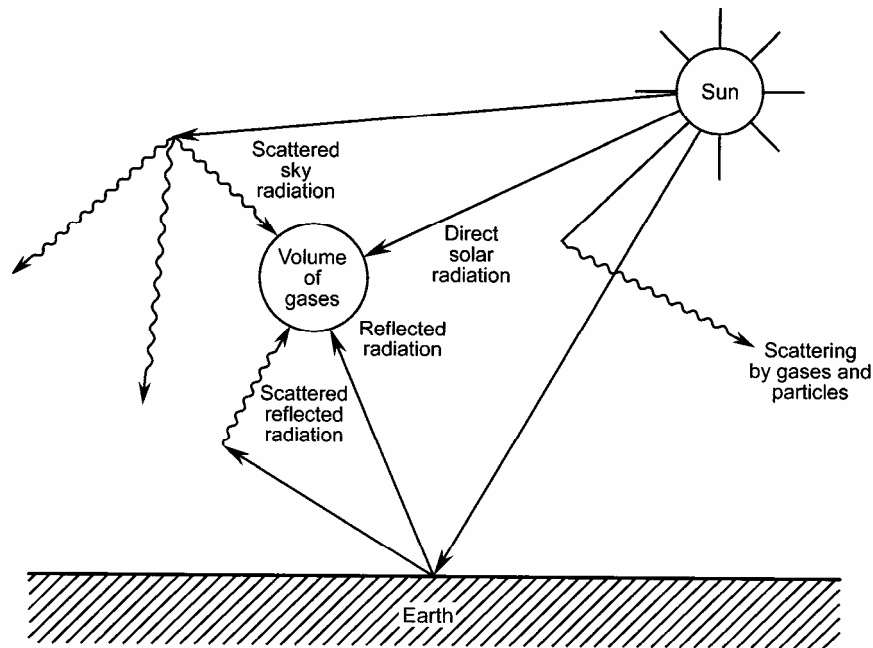 Sun
Scattered
sky
radiation
Direct
solar
radiation
Volume
of
gases
Reflected
radiation
Scattering
by gases and
particles
Scattered
reflected
radiation
Earth